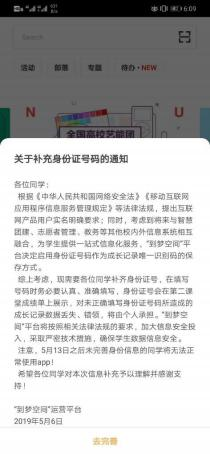 6:09
Search
活动
部落
专题
待办•NEW
N
U
全国高校艺能团
关于补充身份证号码的通知
各位同学：
根据《中华人民共和国网络安全法》《移动互联网
应用程序信息服务管理规定》等法律法规，提出互联
网产品用户实名明确要求；同时，考虑到将来与智慧
团建、志愿者管理、教务等其他校内外信息系统相互
融合，为学生提供一站式信息化服务，“到梦空间”平
台决定启用身份证号码作为成长记录唯一识别码的保
存方式。
综上考虑，现需要各位同学补齐身份证号，在填写
号码时务必要认真、准确填写，身份证号会在第二课
堂成绩单上展示，对未正确填写身份证号码所造成的
成长记录数据丢失、错领，将由个人承担。“到梦空
间”平台将按照相关法律法规的要求，加大信息安全投
入，采取严密技术措施，确保学生数据信息安全。
注意，5月13日之后未完善身份信息的同学将无法正
常使用app！
希望各位同学对本次信息补充予以理解并感谢支
持！
“到梦空间”运营平台
2019年5月6日
去完善